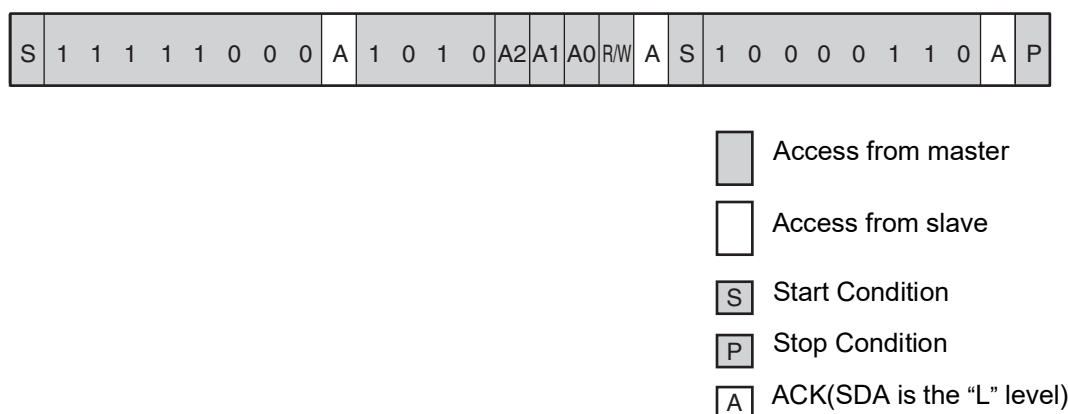 S 1 1 1 1 1 0 0 0 A 1 0 1 0 A2 A1 A0 R/W A S 1 0 0 0 0 1 1 0 A P
Access from master
Access from slave
S Start Condition
P Stop Condition
A ACK(SDA is the “L” level)